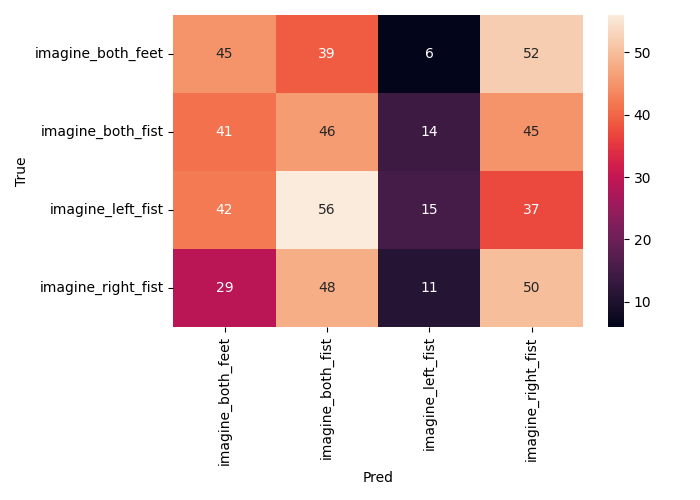 imagine_both_feet 45 39 6 52
imagine_both_fist 41 46 14 45
imagine_left_fist 42 56 15 37
imagine_right_fist 29 48 11 50
True
imagine_both_feet
imagine_both_fist
imagine_left_fist
imagine_right_fist
Pred
50
40
30
20
10